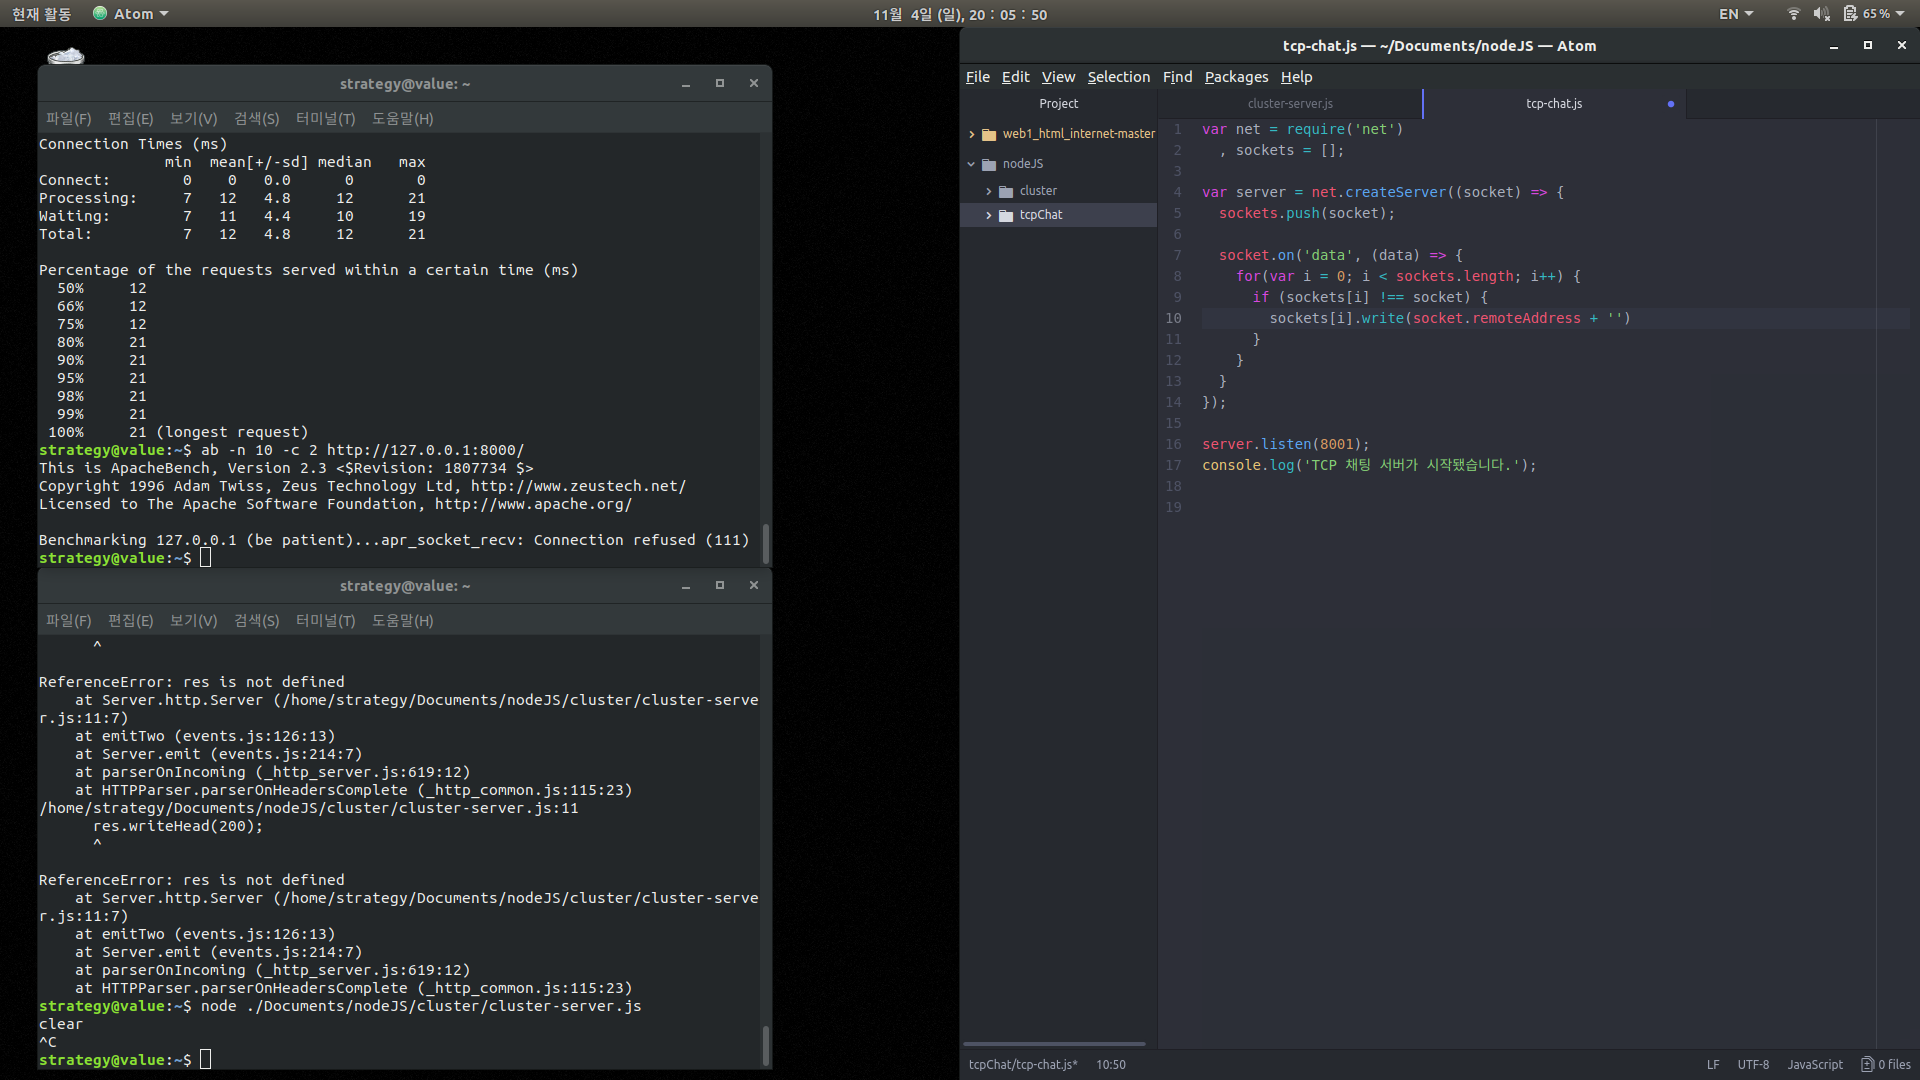 현재 활동 Atom 11월 4일 (일), 20 : 05 : 50 EN 65 %
strategy@value: ~
파일(F) 편집(E) 보기(V) 검색(S) 터미널(T) 도움말(H)
Connection Times (ms)
              min  mean[+/-sd] median   max
Connect:        0    0   0.0      0       0
Processing:     7   12   4.8     12      21
Waiting:        7   11   4.4     10      19
Total:          7   12   4.8     12      21
Percentage of the requests served within a certain time (ms)
  50%     12
  66%     12
  75%     12
  80%     21
  90%     21
  95%     21
  98%     21
  99%     21
 100%     21 (longest request)
strategy@value:~$ ab -n 10 -c 2 http://127.0.0.1:8000/
This is ApacheBench, Version 2.3 <$Revision: 1807734 $>
Copyright 1996 Adam Twiss, Zeus Technology Ltd, http://www.zeustech.net/
Licensed to The Apache Software Foundation, http://www.apache.org/
Benchmarking 127.0.0.1 (be patient)...apr_socket_recv: Connection refused (111)
strategy@value:~$
strategy@value: ~
파일(F) 편집(E) 보기(V) 검색(S) 터미널(T) 도움말(H)
      ^
ReferenceError: res is not defined
    at Server.http.Server (/home/strategy/Documents/nodeJS/cluster/cluster-serve
r.js:11:7)
    at emitTwo (events.js:126:13)
    at Server.emit (events.js:214:7)
    at parserOnIncoming (_http_server.js:619:12)
    at HTTPParser.parserOnHeadersComplete (_http_common.js:115:23)
/home/strategy/Documents/nodeJS/cluster/cluster-server.js:11
      res.writeHead(200);
      ^
ReferenceError: res is not defined
    at Server.http.Server (/home/strategy/Documents/nodeJS/cluster/cluster-serve
r.js:11:7)
    at emitTwo (events.js:126:13)
    at Server.emit (events.js:214:7)
    at parserOnIncoming (_http_server.js:619:12)
    at HTTPParser.parserOnHeadersComplete (_http_common.js:115:23)
strategy@value:~$ node ./Documents/nodeJS/cluster/cluster-server.js
clear
^C
strategy@value:~$
tcp-chat.js — ~/Documents/nodeJS — Atom
File Edit View Selection Find Packages Help
Project
web1_html_internet-master
nodeJS
cluster
tcpChat
cluster-server.js tcp-chat.js
1 var net = require('net')
2   , sockets = [];
3
4 var server = net.createServer((socket) => {
5   sockets.push(socket);
6
7   socket.on('data', (data) => {
8     for(var i = 0; i < sockets.length; i++) {
9       if (sockets[i] !== socket) {
10         sockets[i].write(socket.remoteAddress + '')
11       }
12     }
13   }
14 });
15
16 server.listen(8001);
17 console.log('TCP 채팅 서버가 시작됐습니다.');
18
19
tcpChat/tcp-chat.js* 10:50 LF UTF-8 JavaScript 0 files